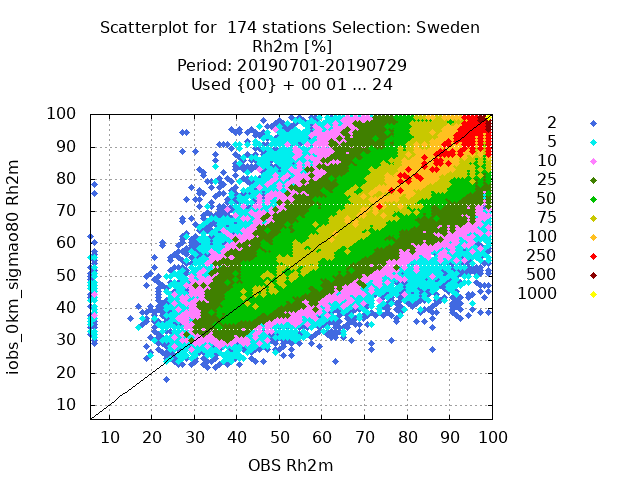 Scatterplot for  174 stations Selection: Sweden
Rh2m [%]
Period: 20190701-20190729
Used {00} + 00 01 ... 24
100
90
80
70
60
50
40
30
20
10
iobs_0km_sigmao80 Rh2m
10 20 30 40 50 60 70 80 90 100
OBS Rh2m
2
5
10
25
50
75
100
250
500
1000